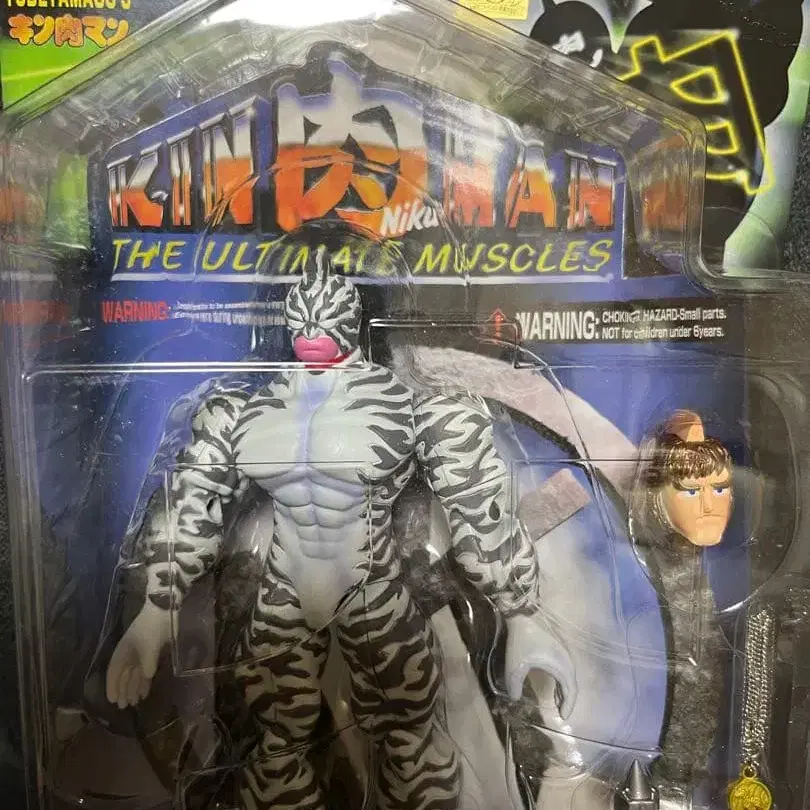 YUDETAMAGO'S
キン肉マン
KIN肉MAN
Niku
THE ULTIMATE MUSCLES
WARNING:
WARNING: CHOKING HAZARD-Small parts.
NOT for children under 6years.